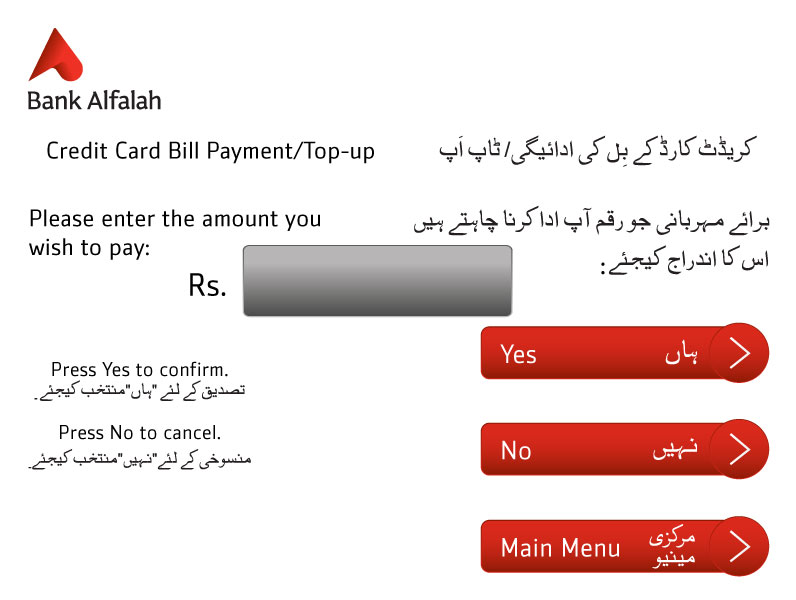 Bank Alfalah
Credit Card Bill Payment/Top-up
کریڈٹ کارڈ کے بِل کی ادائیگی/ ٹاپ اَپ
Please enter the amount you
wish to pay:
برائے مہربانی جو رقم آپ ادا کرنا چاہتے ہیں
اس کا اندراج کیجئے:
Rs.
Yes ہاں
Press Yes to confirm.
تصدیق کے لئے "ہاں" منتخب کیجئے۔
Press No to cancel.
منسوخی کے لئے "نہیں" منتخب کیجئے۔
No نہیں
Main Menu مرکزی
مینیو